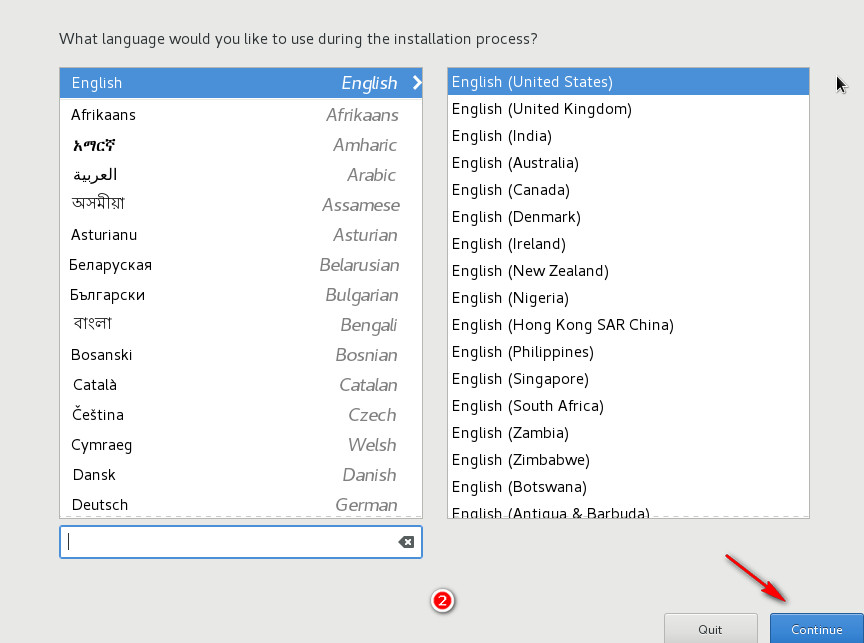 What language would you like to use during the installation process?
English English
Afrikaans Afrikaans
አማርኛ Amharic
العربية Arabic
অসমীয়া Assamese
Asturianu Asturian
Беларуская Belarusian
Български Bulgarian
বাংলা Bengali
Bosanski Bosnian
Català Catalan
Čeština Czech
Cymraeg Welsh
Dansk Danish
Deutsch German
English (United States)
English (United Kingdom)
English (India)
English (Australia)
English (Canada)
English (Denmark)
English (Ireland)
English (New Zealand)
English (Nigeria)
English (Hong Kong SAR China)
English (Philippines)
English (Singapore)
English (South Africa)
English (Zambia)
English (Zimbabwe)
English (Botswana)
English (Antigua & Barbuda)
2
Quit Continue